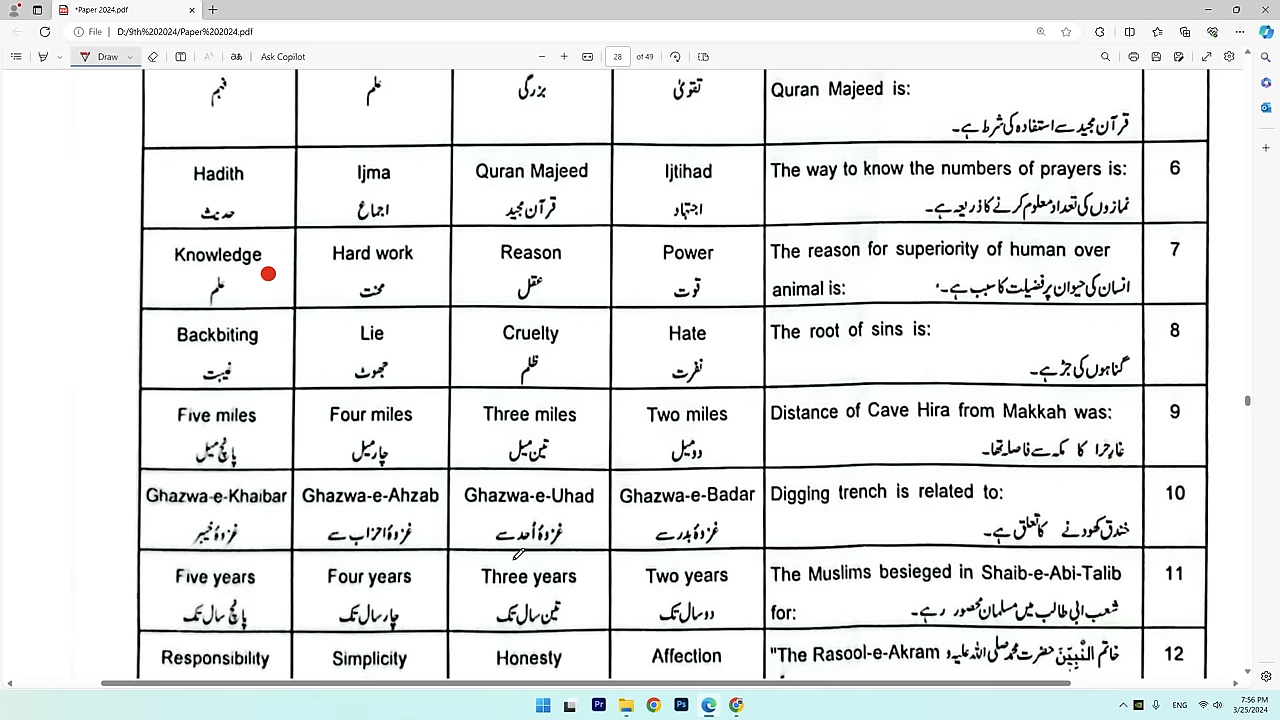 *Paper 2024.pdf
File D:/9th%202024/Paper%202024.pdf
Draw Ask Copilot 28 of 49
فہم علم بزرگی تقویٰ Quran Majeed is:
قرآن مجید سے استفادہ کی شرط ہے۔
Hadith Ijma Quran Majeed Ijtihad The way to know the numbers of prayers is: 6
حدیث اجماع قرآن مجید اجتہاد نمازوں کی تعداد معلوم کرنے کا ذریعہ ہے۔
Knowledge Hard work Reason Power The reason for superiority of human over 7
علم محنت عقل قوت animal is: انسان کی حیوان پر فضیلت کا سبب ہے۔
Backbiting Lie Cruelty Hate The root of sins is: 8
غیبت جھوٹ ظلم نفرت گناہوں کی جڑ ہے۔
Five miles Four miles Three miles Two miles Distance of Cave Hira from Makkah was: 9
پانچ میل چار میل تین میل دو میل غارِ حرا کا مکہ سے فاصلہ تھا۔
Ghazwa-e-Khaibar Ghazwa-e-Ahzab Ghazwa-e-Uhad Ghazwa-e-Badar Digging trench is related to: 10
غزوۂ خیبر غزوۂ احزاب سے غزوۂ اُحد سے غزوۂ بدر سے خندق کھودنے کا تعلق ہے۔
Five years Four years Three years Two years The Muslims besieged in Shaib-e-Abi-Talib 11
پانچ سال تک چار سال تک تین سال تک دو سال تک for: شعب ابی طالب میں مسلمان محصور رہے۔
Responsibility Simplicity Honesty Affection "The Rasool-e-Akram خاتم النَّبِیّٖنَ حضرت محمد صلی اللہ علیہ و 12
ENG 7:56 PM
3/25/2024